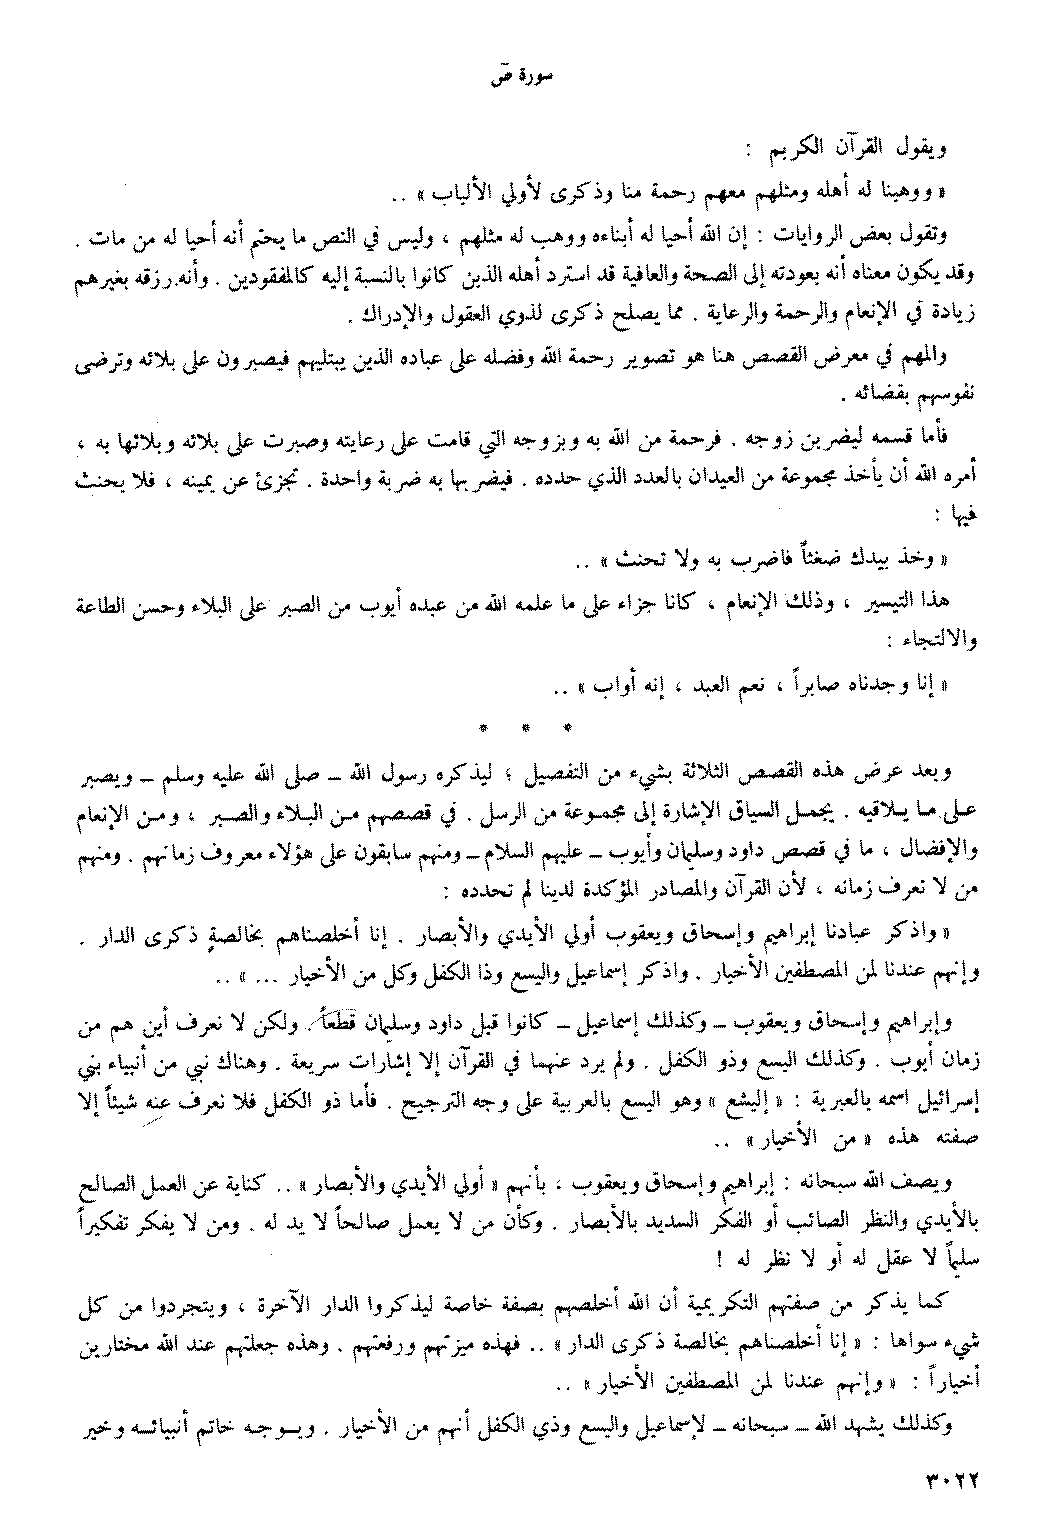 سورة صٓ
ويقول القرآن الكريم :
« ووهبنا له أهله ومثلهم معهم رحمة منا وذكرى لأولي الألباب » ..
وتقول بعض الروايات : إن الله أحيا له أبناءه ووهب له مثلهم ، وليس في النص ما يحتم أنه أحيا له من مات .
وقد يكون معناه أنه بعودته إلى الصحة والعافية قد استرد أهله الذين كانوا بالنسبة إليه كالمفقودين . وأنه رزقه بغيرهم
زيادة في الإنعام والرحمة والرعاية . مما يصلح ذكرى لذوي العقول والإدراك .
والمهم في معرض القصص هنا هو تصوير رحمة الله وفضله على عباده الذين يبتليهم فيصبرون على بلائه وترضى
نفوسهم بقضائه .
فأما قسمه ليضربن زوجه . فرحمة من الله به وبزوجه التي قامت على رعايته وصبرت على بلائه وبلائها به ،
أمره الله أن يأخذ مجموعة من العيدان بالعدد الذي حدده . فيضربها به ضربة واحدة . تجزئ عن يمينه ، فلا يحنث
فيها :
« وخذ بيدك ضغثاً فاضرب به ولا تحنث » ..
هذا التيسير ، وذلك الإنعام ، كانا جزاء على ما علمه الله من عبده أيوب من الصبر على البلاء وحسن الطاعة
والالتجاء :
« إنا وجدناه صابراً ، نعم العبد ، إنه أواب » ..
* * *
وبعد عرض هذه القصص الثلاثة بشيء من التفصيل ؛ ليذكره رسول الله – صلى الله عليه وسلم – ويصبر
على ما يلاقيه . يجمل السياق الإشارة إلى مجموعة من الرسل . في قصصهم من البلاء والصبر ، ومن الإنعام
والإفضال ، ما في قصص داود وسليمان وأيوب – عليهم السلام – ومنهم سابقون على هؤلاء معروف زمانهم . ومنهم
من لا نعرف زمانه ، لأن القرآن والمصادر المؤكدة لدينا لم تحدده :
« واذكر عبادنا إبراهيم وإسحاق ويعقوب أولي الأيدي والأبصار . إنا أخلصناهم بخالصةٍ ذكرى الدار .
وإنهم عندنا لمن المصطفين الأخيار . واذكر إسماعيل واليسع وذا الكفل وكل من الأخيار ... » ..
وإبراهيم وإسحاق ويعقوب – وكذلك إسماعيل – كانوا قبل داود وسليمان قطعاً . ولكن لا نعرف أين هم من
زمان أيوب . وكذلك اليسع وذو الكفل . ولم يرد عنهما في القرآن إلا إشارات سريعة . وهناك نبي من أنبياء بني
إسرائيل اسمه بالعبرية : « إليشع » وهو اليسع بالعربية على وجه الترجيح . فأما ذو الكفل فلا نعرف عنه شيئاً إلا
صفته هذه « من الأخيار » ..
ويصف الله سبحانه : إبراهيم وإسحاق ويعقوب ، بأنهم « أولي الأيدي والأبصار » .. كناية عن العمل الصالح
بالأيدي والنظر الصائب أو الفكر السديد بالأبصار . وكأن من لا يعمل صالحاً لا يد له . ومن لا يفكر تفكيراً
سليماً لا عقل له أو لا نظر له !
كما يذكر من صفتهم التكريمية أن الله أخلصهم بصفة خاصة ليذكروا الدار الآخرة ، ويتجردوا من كل
شيء سواها : « إنا أخلصناهم بخالصة ذكرى الدار » .. فهذه ميزتهم ورفعتهم . وهذه جعلتهم عند الله مختارين
أخياراً : « وإنهم عندنا لمن المصطفين الأخيار » ..
وكذلك يشهد الله – سبحانه – لإسماعيل واليسع وذي الكفل أنهم من الأخيار . ويوجه خاتم أنبيائه وخير
٣٠٢٢